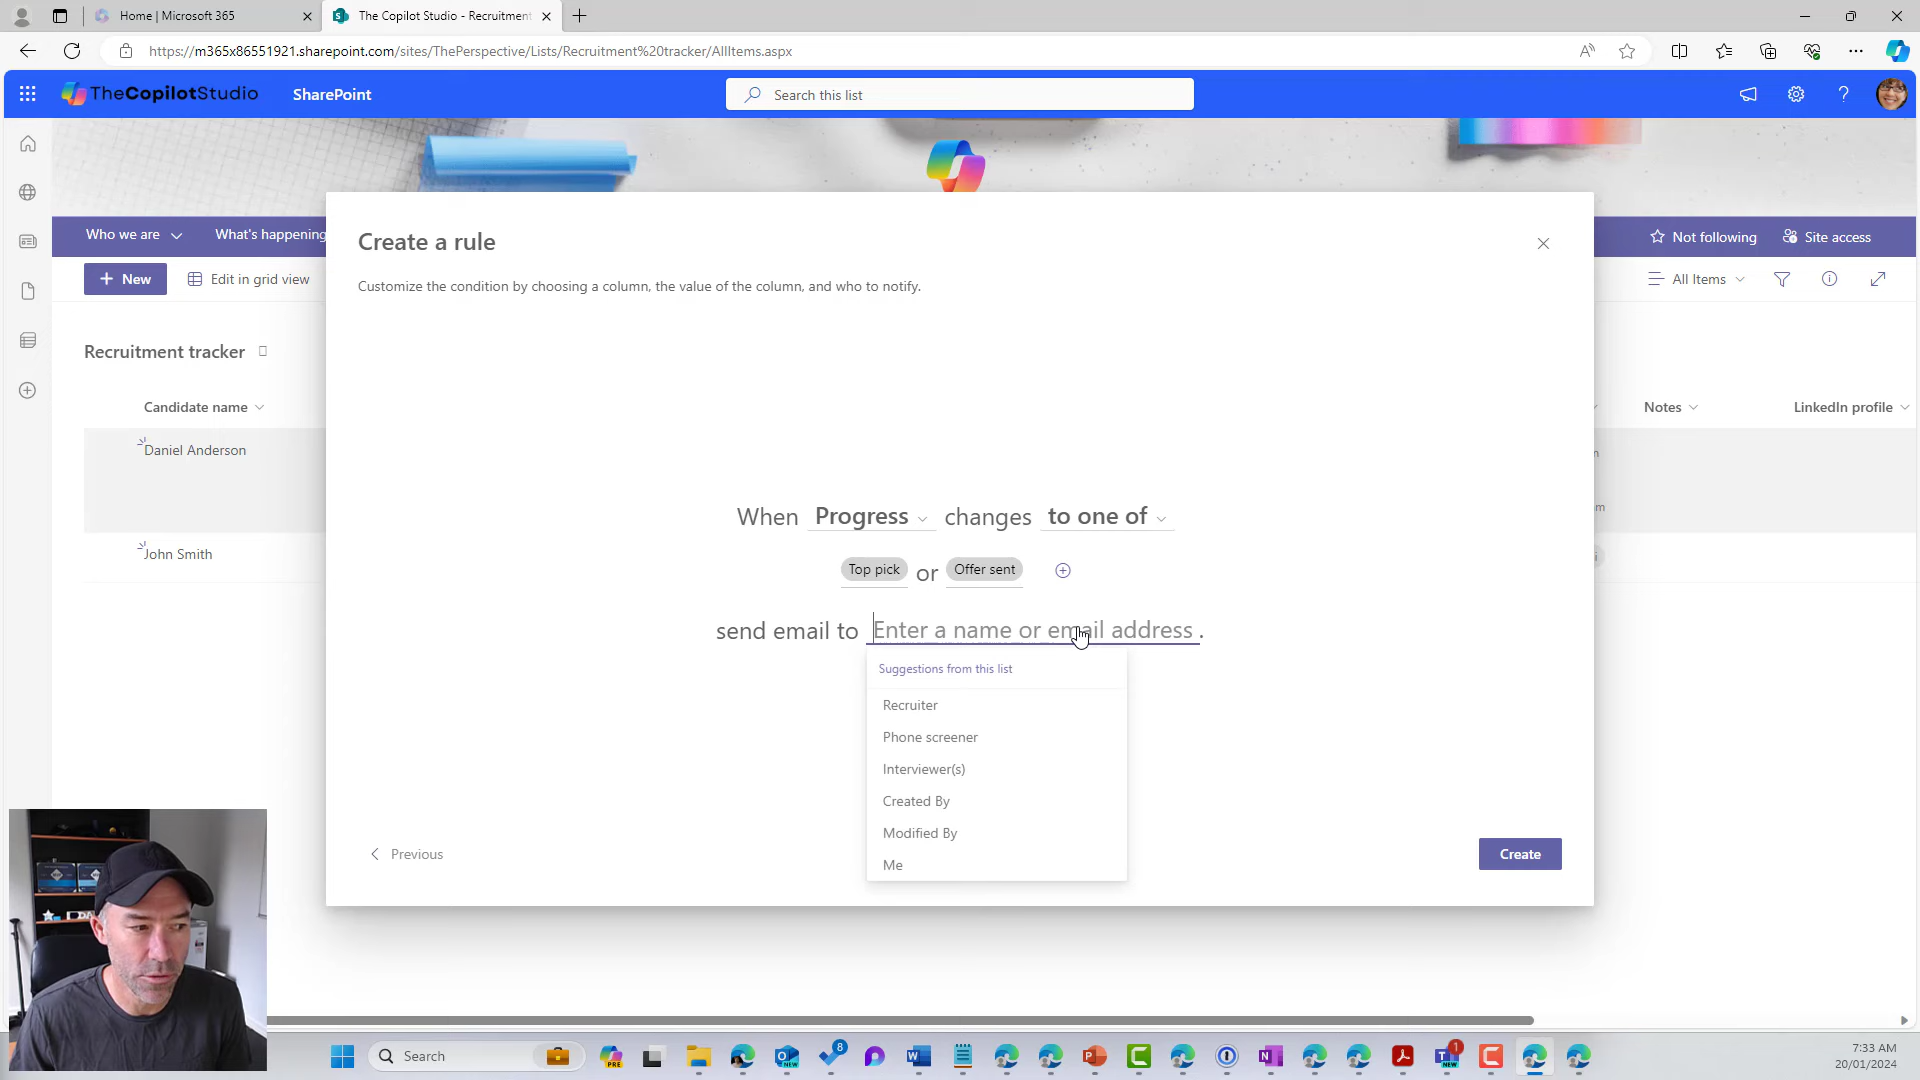 Home | Microsoft 365
The Copilot Studio - Recruitment
https://m365x86551921.sharepoint.com/sites/ThePerspective/Lists/Recruitment%20tracker/AllItems.aspx
TheCopilotStudio
SharePoint
Search this list
Who we are
What's happening
Not following
Site access
New
Edit in grid view
All Items
Create a rule
Customize the condition by choosing a column, the value of the column, and who to notify.
Recruitment tracker
Candidate name
Notes
LinkedIn profile
Daniel Anderson
John Smith
When Progress changes to one of
Top pick or Offer sent
send email to Enter a name or email address .
Suggestions from this list
Recruiter
Phone screener
Interviewer(s)
Created By
Modified By
Me
Previous
Create
Search
PRE
NEW
8
1
NEW
7:33 AM
20/01/2024